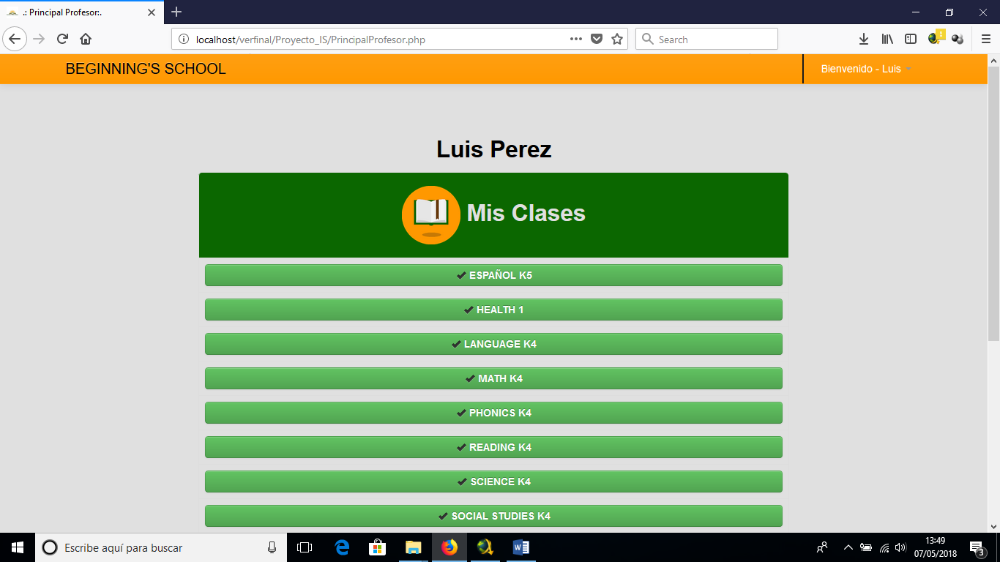 .: Principal Profesor:.
localhost/verfinal/Proyecto_IS/PrincipalProfesor.php
Search
BEGINNING'S SCHOOL
Bienvenido - Luis
Luis Perez
Mis Clases
ESPAÑOL K5
HEALTH 1
LANGUAGE K4
MATH K4
PHONICS K4
READING K4
SCIENCE K4
SOCIAL STUDIES K4
Escribe aquí para buscar
13:49
07/05/2018
3